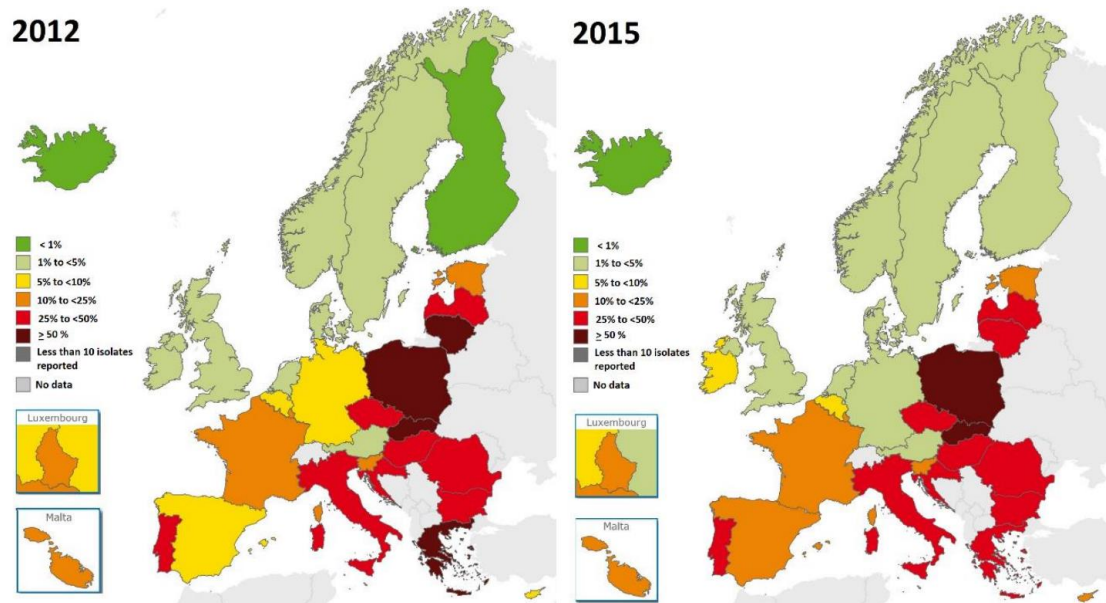 2012
< 1%
1% to <5%
5% to <10%
10% to <25%
25% to <50%
≥ 50 %
Less than 10 isolates
reported
No data
Luxembourg
Malta
2015
< 1%
1% to <5%
5% to <10%
10% to <25%
25% to <50%
≥ 50 %
Less than 10 isolates
reported
No data
Luxembourg
Malta